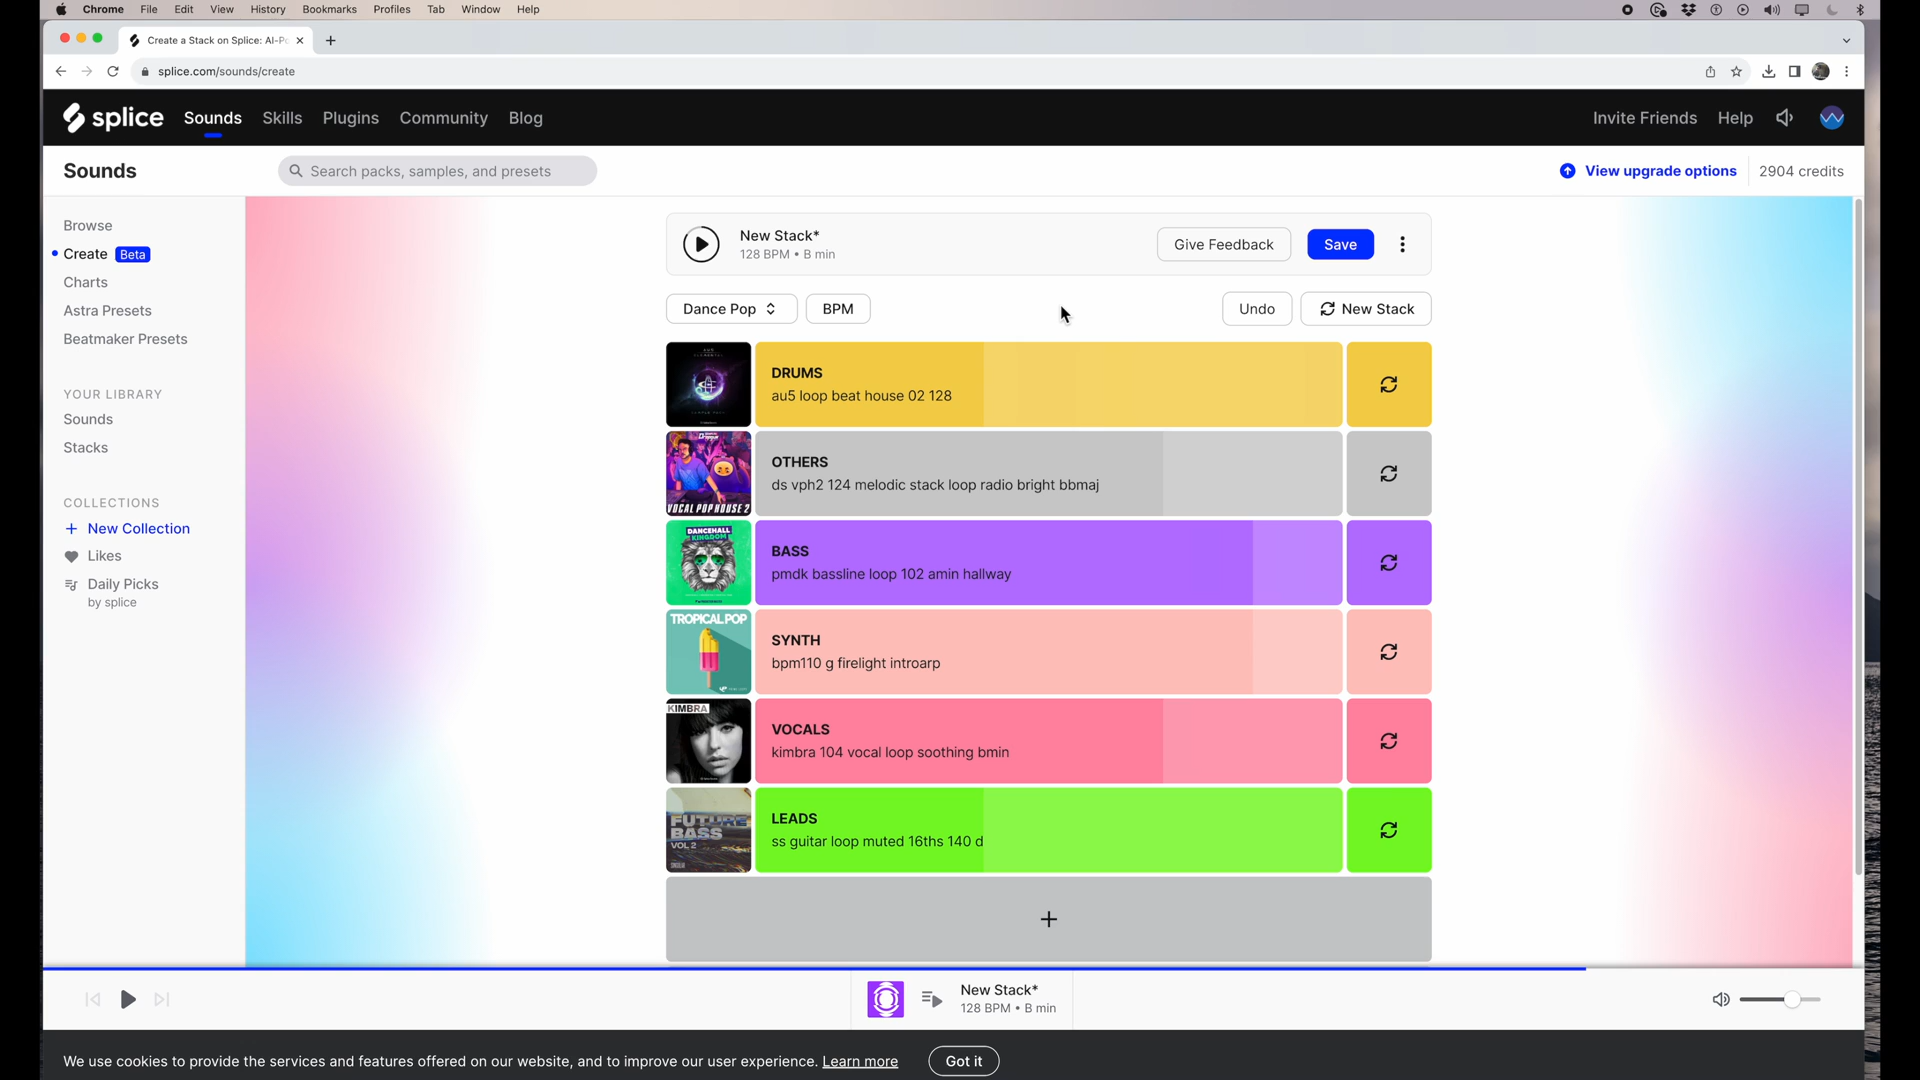 Chrome File Edit View History Bookmarks Profiles Tab Window Help
Create a Stack on Splice: AI-P
splice.com/sounds/create
splice Sounds Skills Plugins Community Blog Invite Friends Help
Sounds Search packs, samples, and presets View upgrade options 2904 credits
Browse
Create Beta
Charts
Astra Presets
Beatmaker Presets
YOUR LIBRARY
Sounds
Stacks
COLLECTIONS
+ New Collection
Likes
Daily Picks
by splice
New Stack*
128 BPM • B min
Give Feedback Save
Dance Pop BPM Undo New Stack
DRUMS
au5 loop beat house 02 128
VOCAL POP HOUSE 2
OTHERS
ds vph2 124 melodic stack loop radio bright bbmaj
DANCEHALL
KINGDOM
BASS
pmdk bassline loop 102 amin hallway
TROPICAL POP
SYNTH
bpm110 g firelight introarp
KIMBRA
VOCALS
kimbra 104 vocal loop soothing bmin
FUTURE
BASS
VOL 2
LEADS
ss guitar loop muted 16ths 140 d
+
New Stack*
128 BPM • B min
We use cookies to provide the services and features offered on our website, and to improve our user experience. Learn more Got it